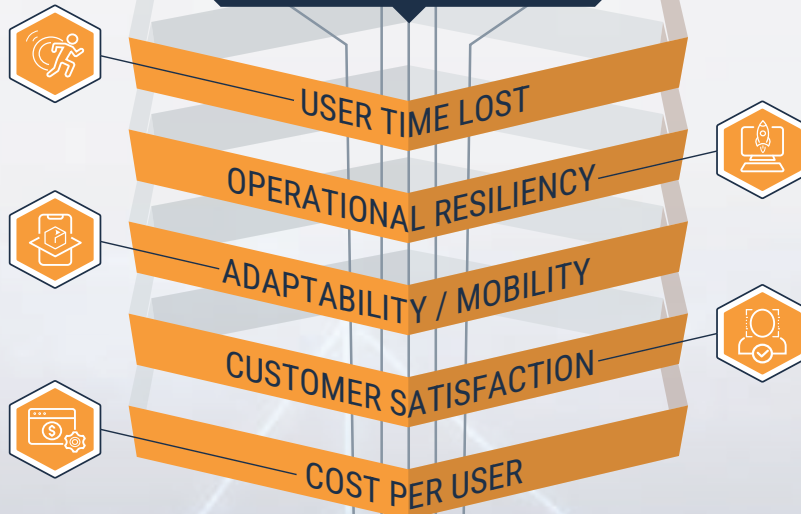 USER TIME LOST
OPERATIONAL RESILIENCY
ADAPTABILITY / MOBILITY
CUSTOMER SATISFACTION
$
COST PER USER